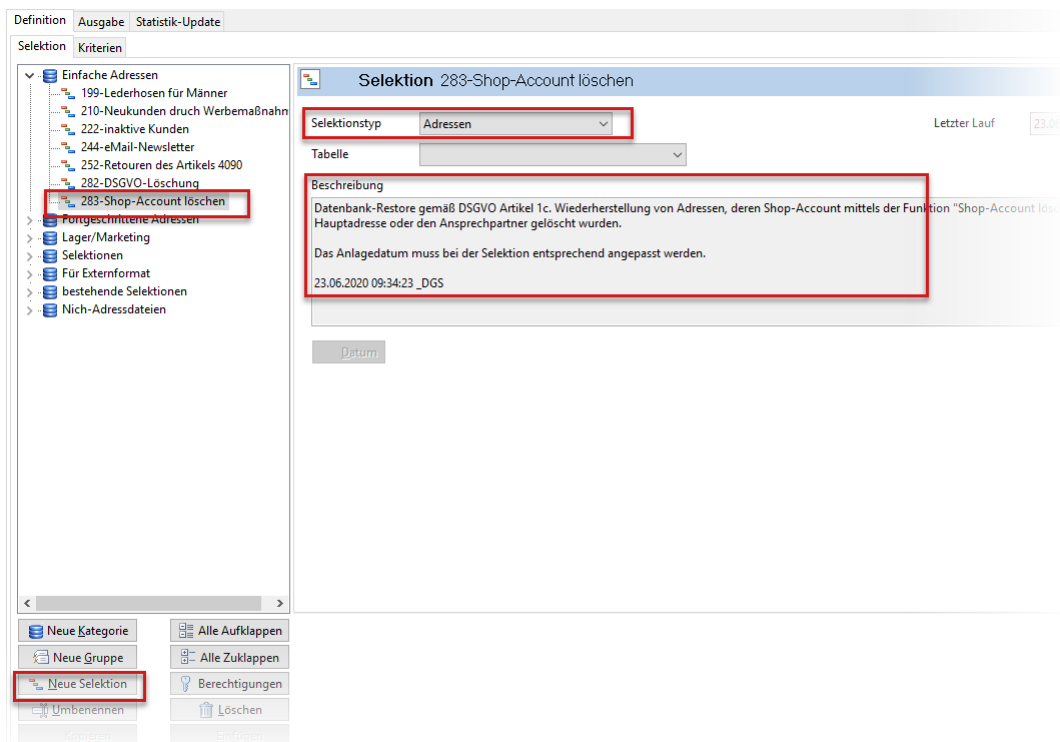 Definition Ausgabe Statistik-Update
Selektion Kriterien
Einfache Adressen
199-Lederhosen für Männer
210-Neukunden druch Werbemaßnahm
222-inaktive Kunden
244-eMail-Newsletter
252-Retouren des Artikels 4090
282-DSGVO-Löschung
283-Shop-Account löschen
Fortgeschrittene Adressen
Lager/Marketing
Selektionen
Für Externformat
bestehende Selektionen
Nich-Adressdateien
Selektion 283-Shop-Account löschen
Selektionstyp Adressen Letzter Lauf 23.06
Tabelle
Beschreibung
Datenbank-Restore gemäß DSGVO Artikel 1c. Wiederherstellung von Adressen, deren Shop-Account mittels der Funktion "Shop-Account lösc
Hauptadresse oder den Ansprechpartner gelöscht wurden.
Das Anlagedatum muss bei der Selektion entsprechend angepasst werden.
23.06.2020 09:34:23 _DGS
Datum
Neue Kategorie Alle Aufklappen
Neue Gruppe Alle Zuklappen
Neue Selektion Berechtigungen
Umbenennen Löschen
Kopieren Einfügen